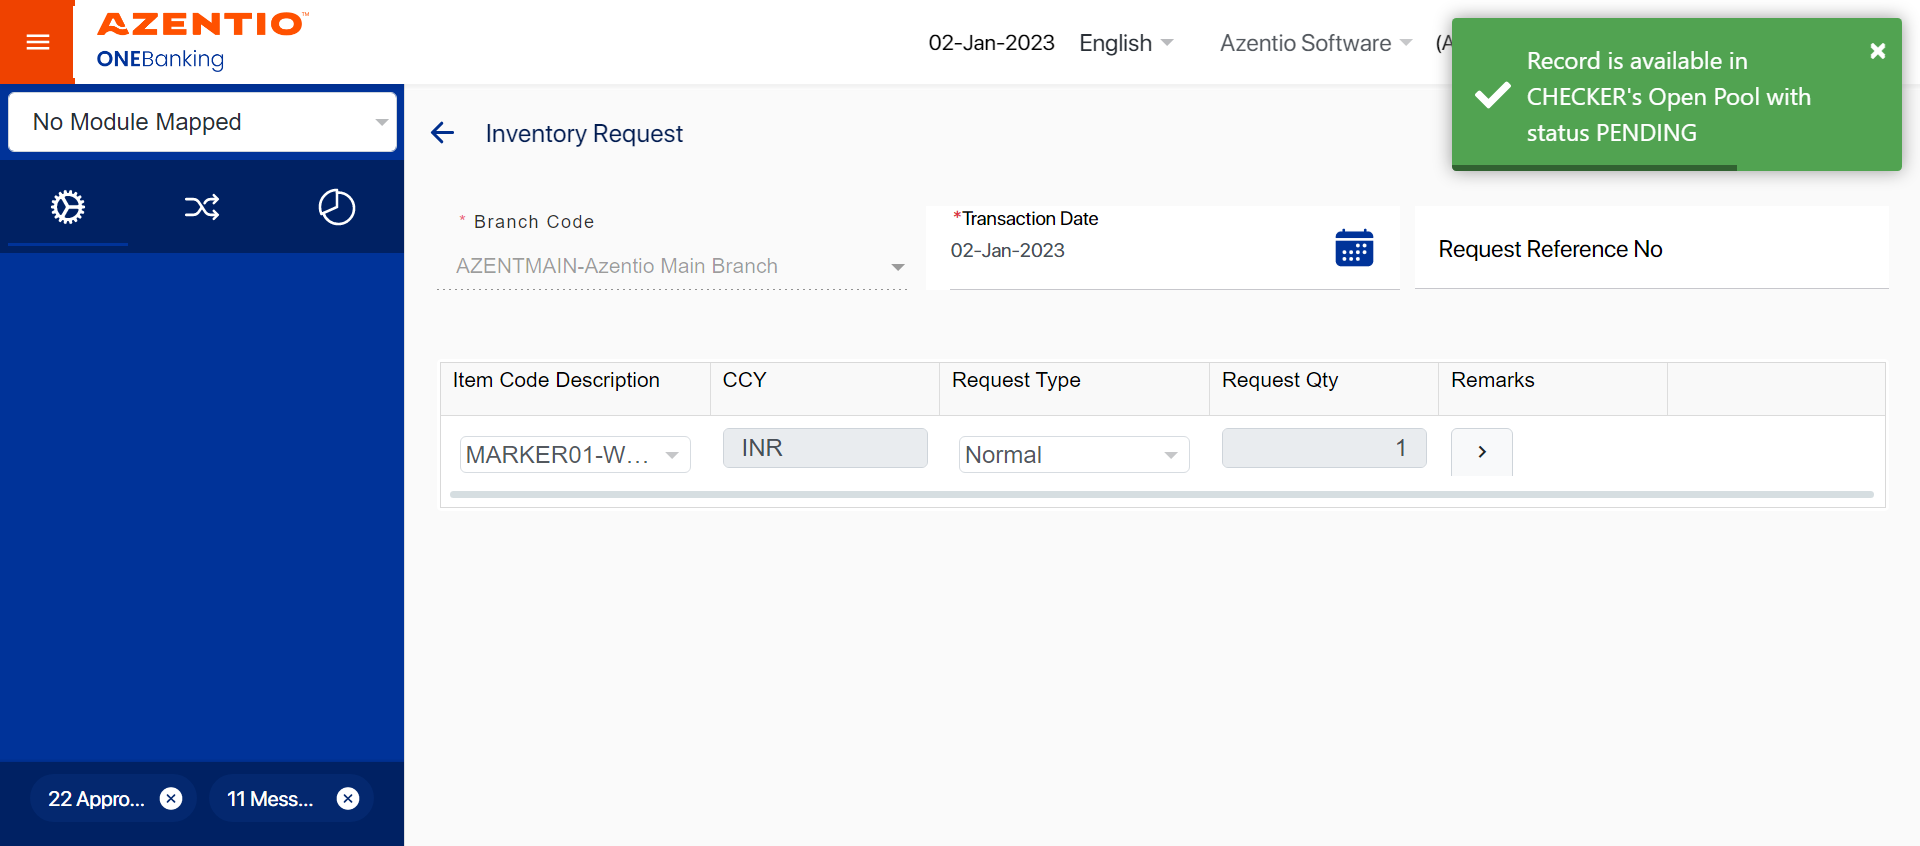 AZENTIO™
ONEBanking
02-Jan-2023
English
Azentio Software
(A
Record is available in
CHECKER's Open Pool with
status PENDING
No Module Mapped
Inventory Request
* Branch Code
AZENTMAIN-Azentio Main Branch
*Transaction Date
02-Jan-2023
Request Reference No
Item Code Description
CCY
Request Type
Request Qty
Remarks
MARKER01-W...
INR
Normal
1
22 Appro...
11 Mess...